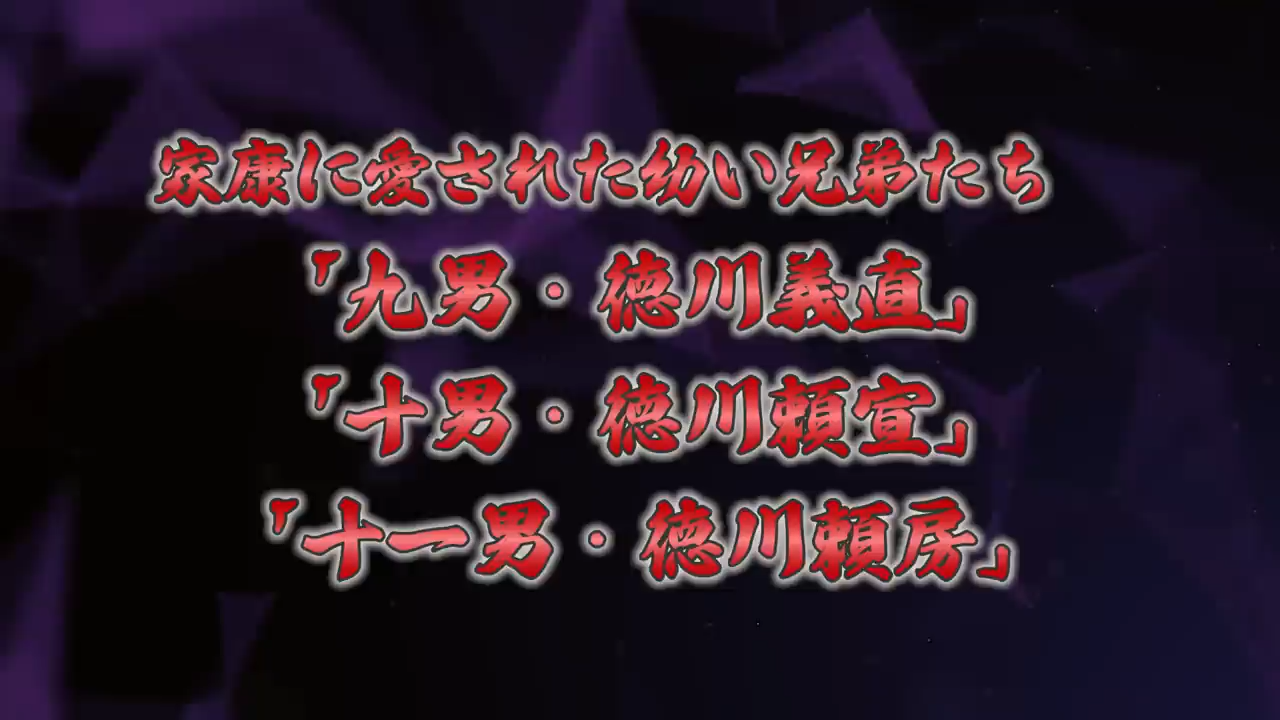 家康に愛された幼い兄弟たち
「九男・徳川義直」
「十男・徳川頼宣」
「十一男・徳川頼房」